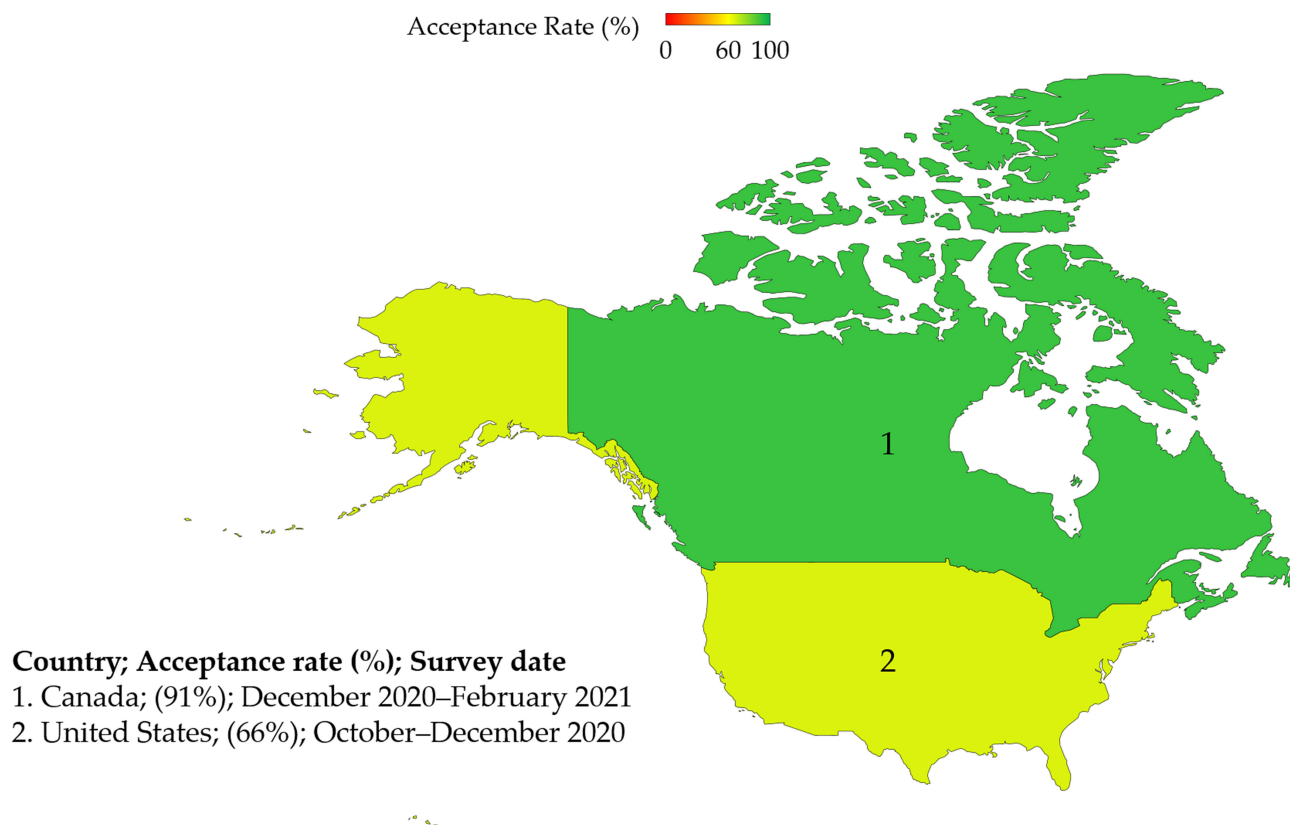 Acceptance Rate (%)
0 60 100
1
2
Country; Acceptance rate (%); Survey date
1. Canada; (91%); December 2020–February 2021
2. United States; (66%); October–December 2020